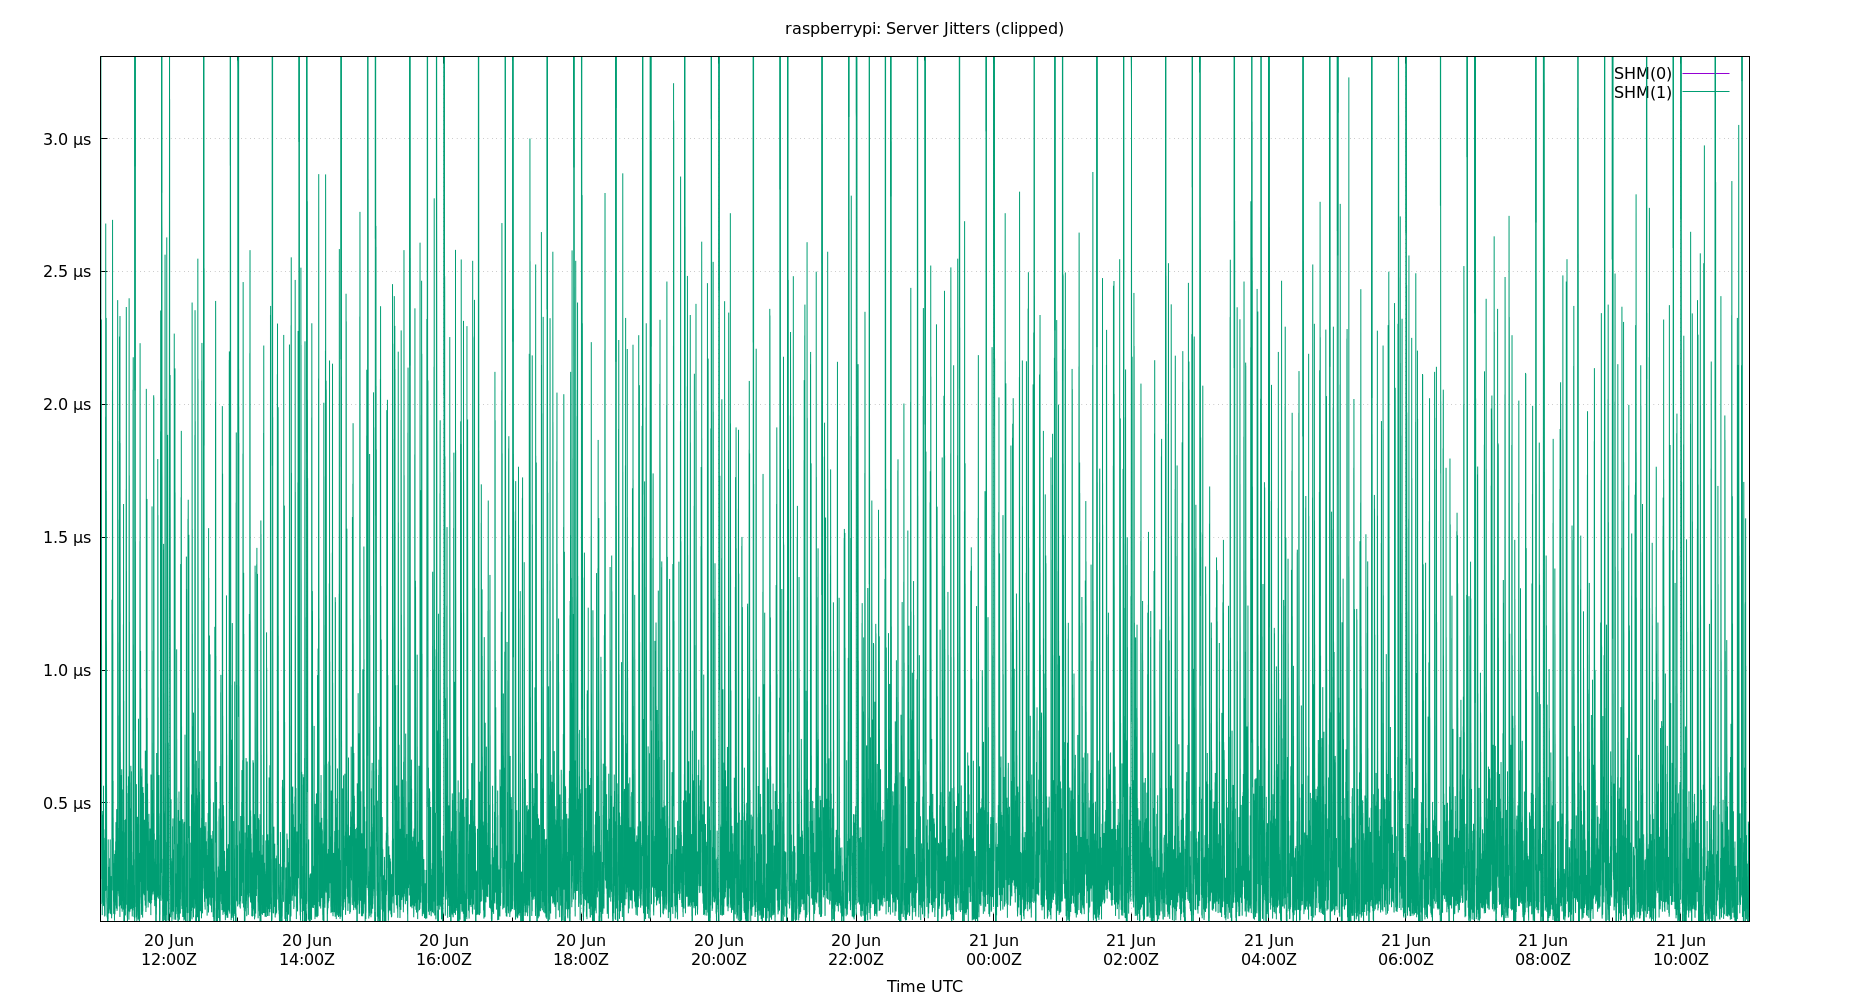 raspberrypi: Server Jitters (clipped)
SHM(0)
SHM(1)
3.0 µs
2.5 µs
2.0 µs
1.5 µs
1.0 µs
0.5 µs
20 Jun 20 Jun 20 Jun 20 Jun 20 Jun 20 Jun 21 Jun 21 Jun 21 Jun 21 Jun 21 Jun 21 Jun
12:00Z 14:00Z 16:00Z 18:00Z 20:00Z 22:00Z 00:00Z 02:00Z 04:00Z 06:00Z 08:00Z 10:00Z
Time UTC